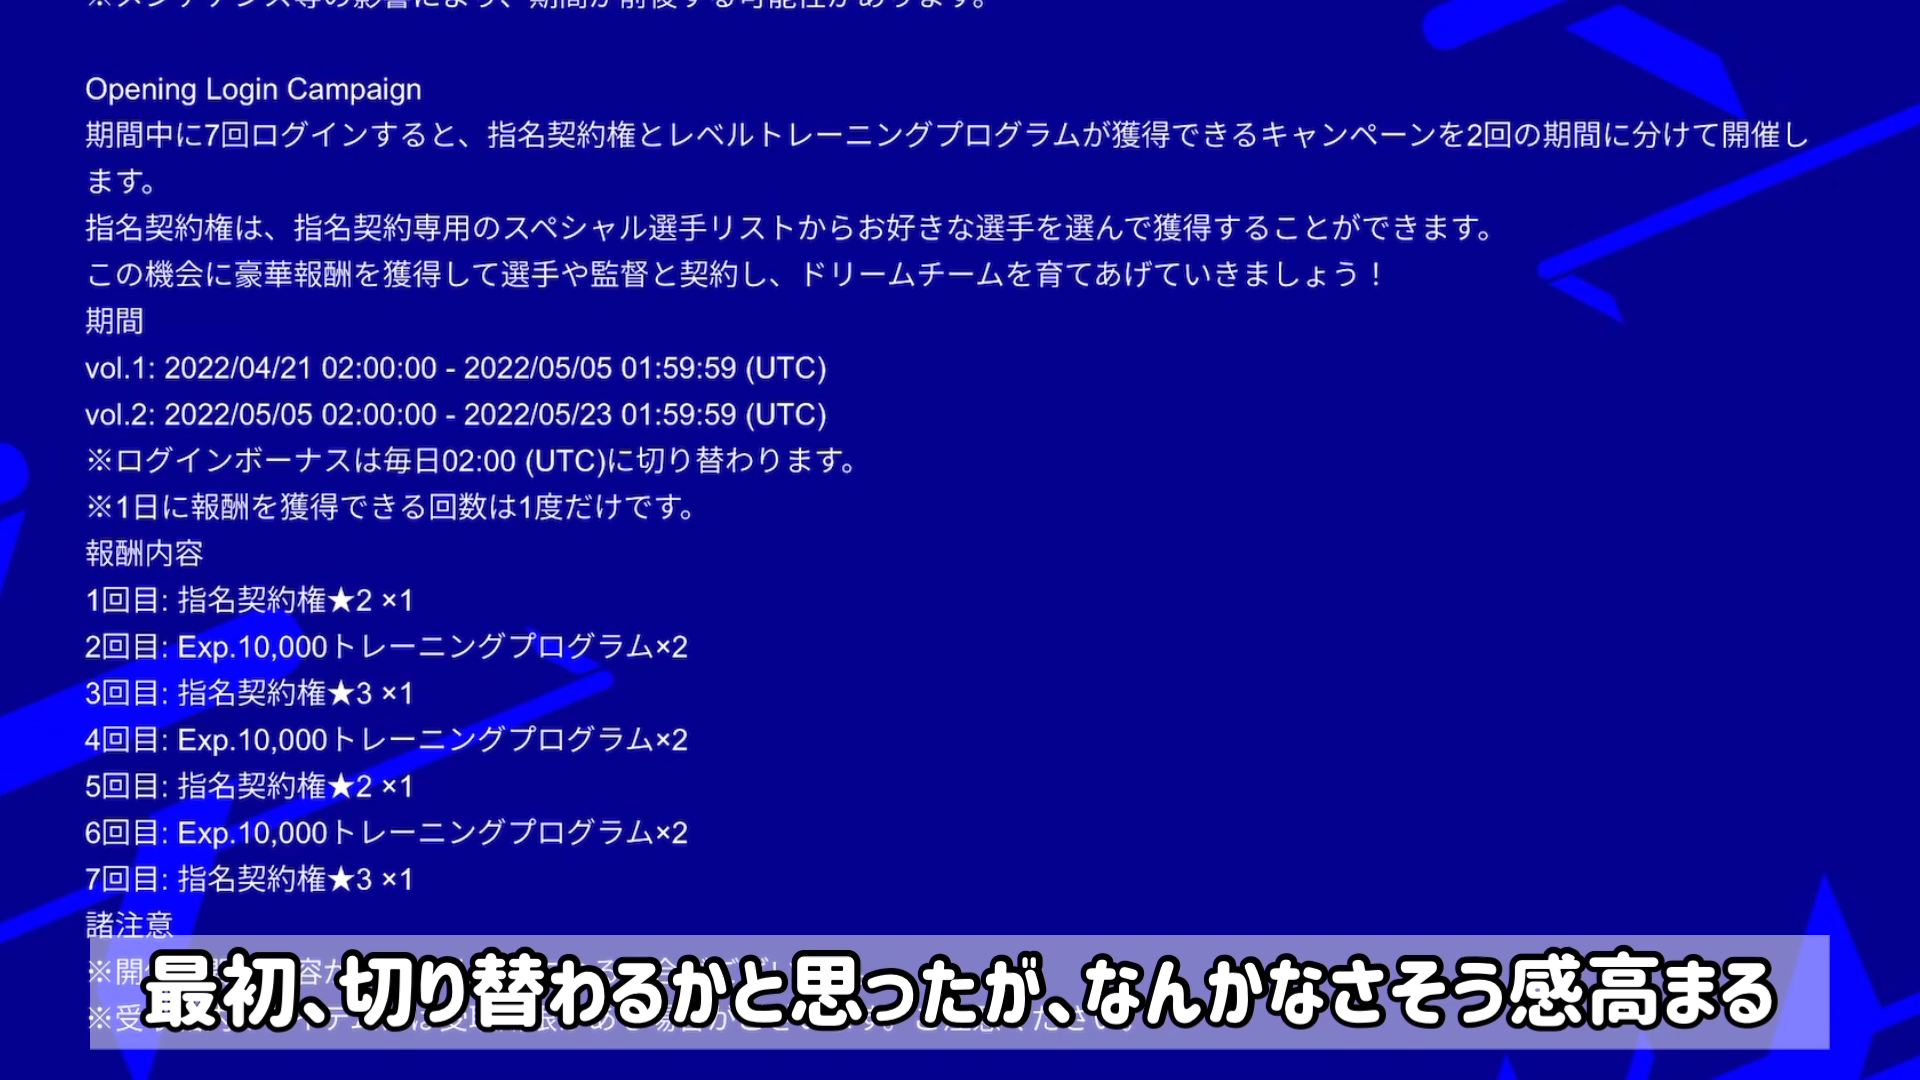 Opening Login Campaign
期間中に7回ログインすると、指名契約権とレベルトレーニングプログラムが獲得できるキャンペーンを2回の期間に分けて開催し
ます。
指名契約権は、指名契約専用のスペシャル選手リストからお好きな選手を選んで獲得することができます。
この機会に豪華報酬を獲得して選手や監督と契約し、ドリームチームを育てあげていきましょう！
期間
vol.1: 2022/04/21 02:00:00 - 2022/05/05 01:59:59 (UTC)
vol.2: 2022/05/05 02:00:00 - 2022/05/23 01:59:59 (UTC)
※ログインボーナスは毎日02:00 (UTC)に切り替わります。
※1日に報酬を獲得できる回数は1度だけです。
報酬内容
1回目: 指名契約権★2 ×1
2回目: Exp.10,000トレーニングプログラム×2
3回目: 指名契約権★3 ×1
4回目: Exp.10,000トレーニングプログラム×2
5回目: 指名契約権★2 ×1
6回目: Exp.10,000トレーニングプログラム×2
7回目: 指名契約権★3 ×1
諸注意
最初、切り替わるかと思ったが、なんかなさそう感高まる